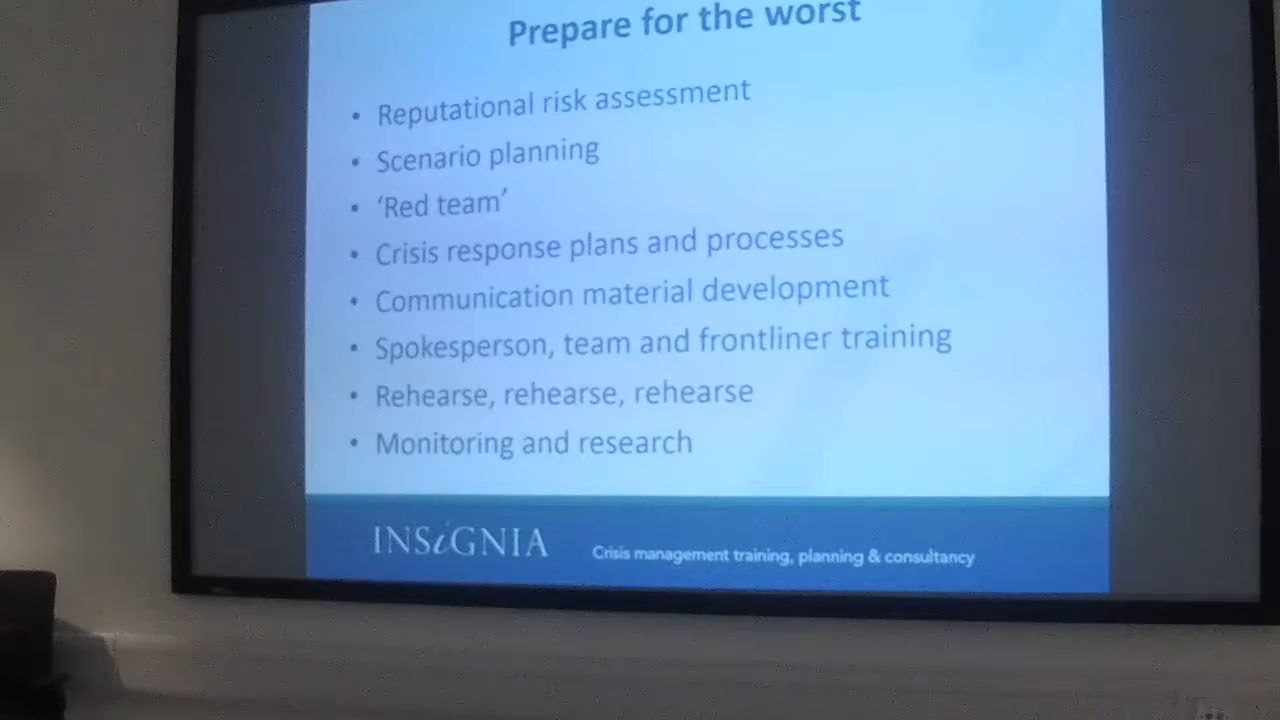 Prepare for the worst
• Reputational risk assessment
• Scenario planning
• ‘Red team’
• Crisis response plans and processes
• Communication material development
• Spokesperson, team and frontliner training
• Rehearse, rehearse, rehearse
• Monitoring and research
INSiGNIA
Crisis management training, planning & consultancy